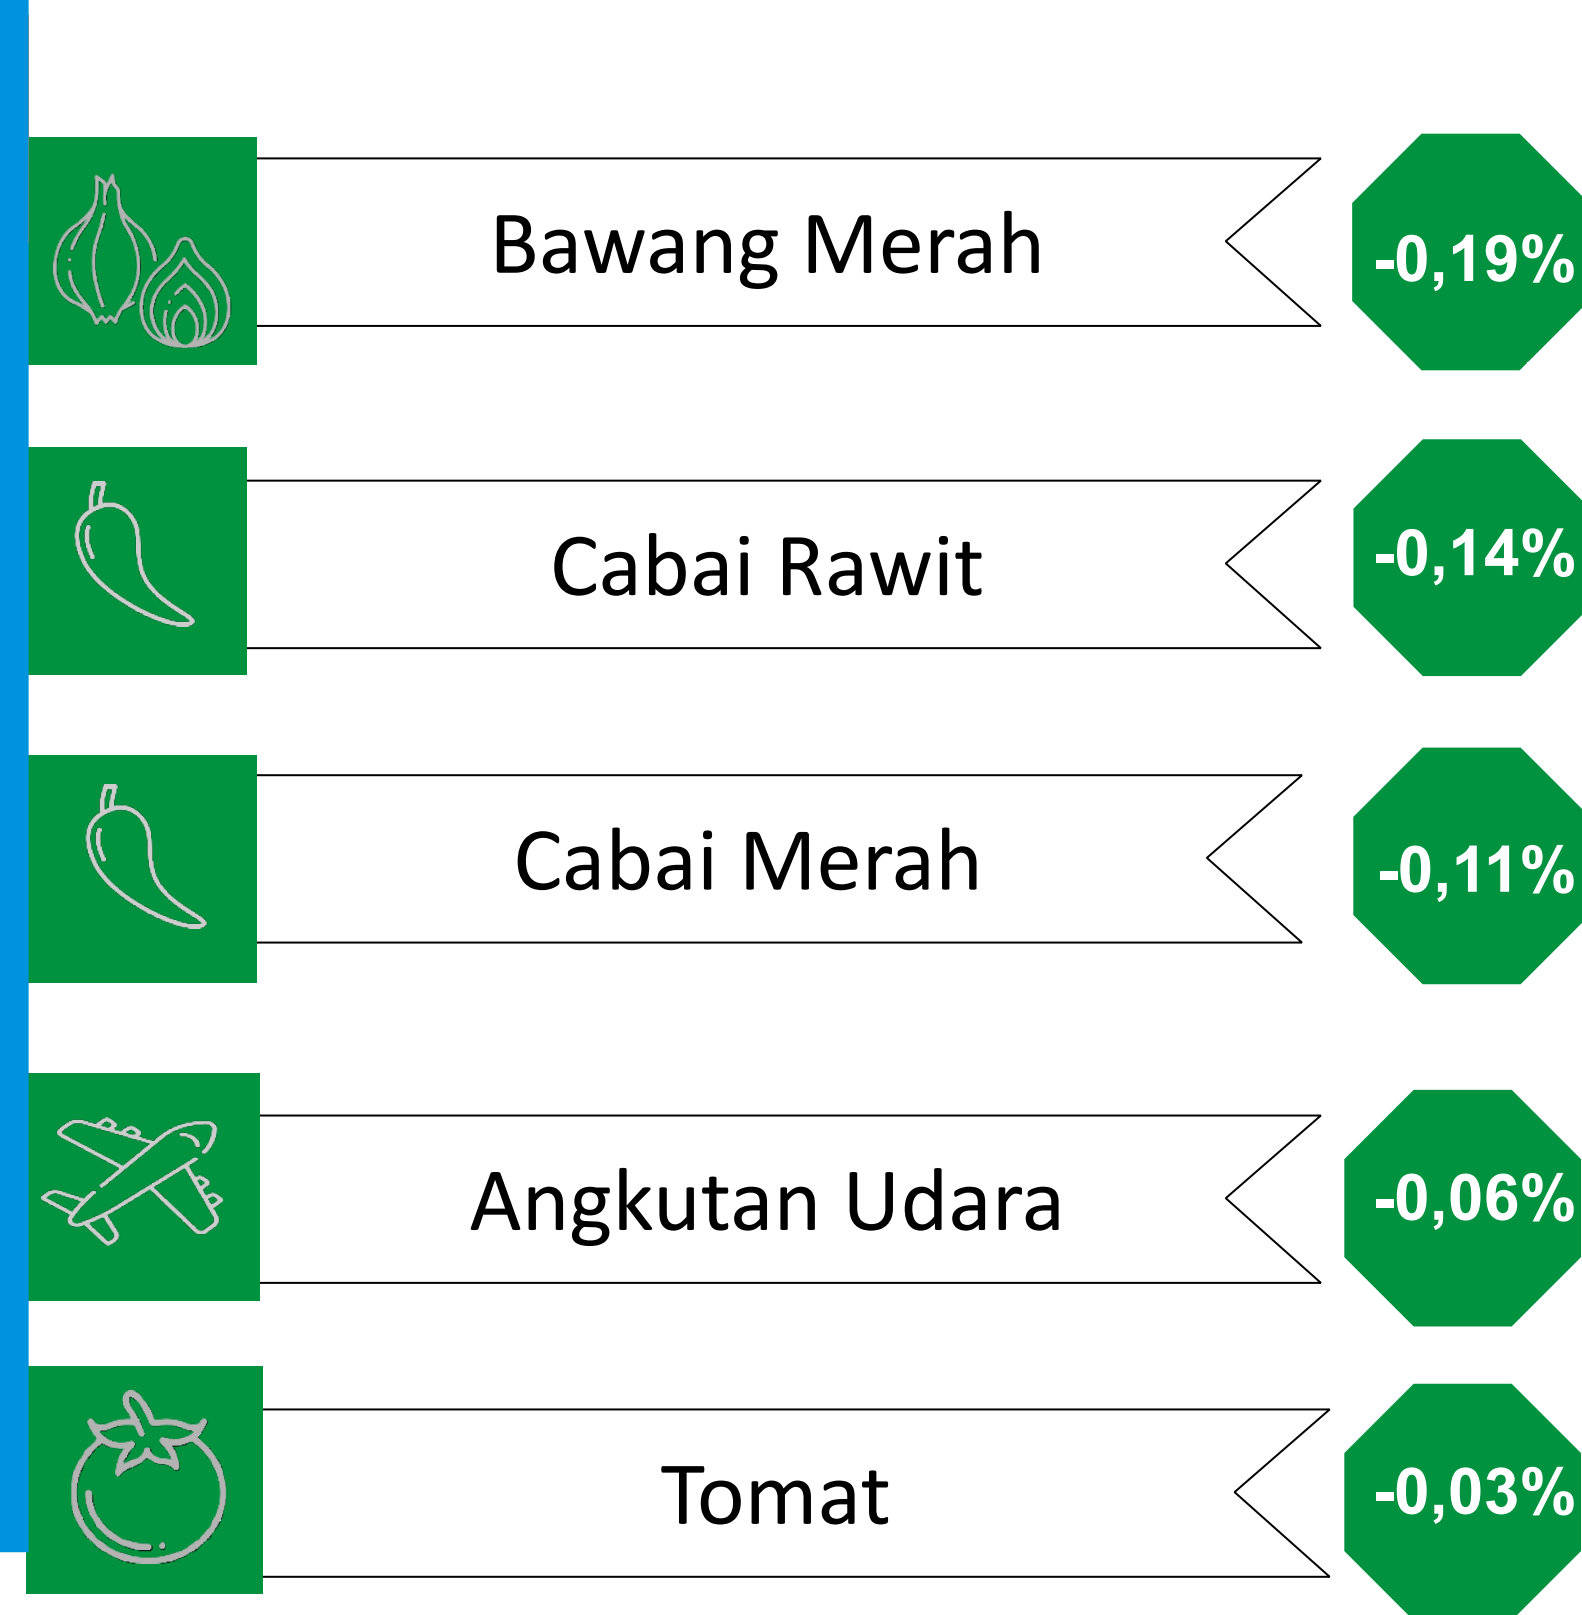 Bawang Merah
-0,19%
Cabai Rawit
-0,14%
Cabai Merah
-0,11%
Angkutan Udara
-0,06%
Tomat
-0,03%